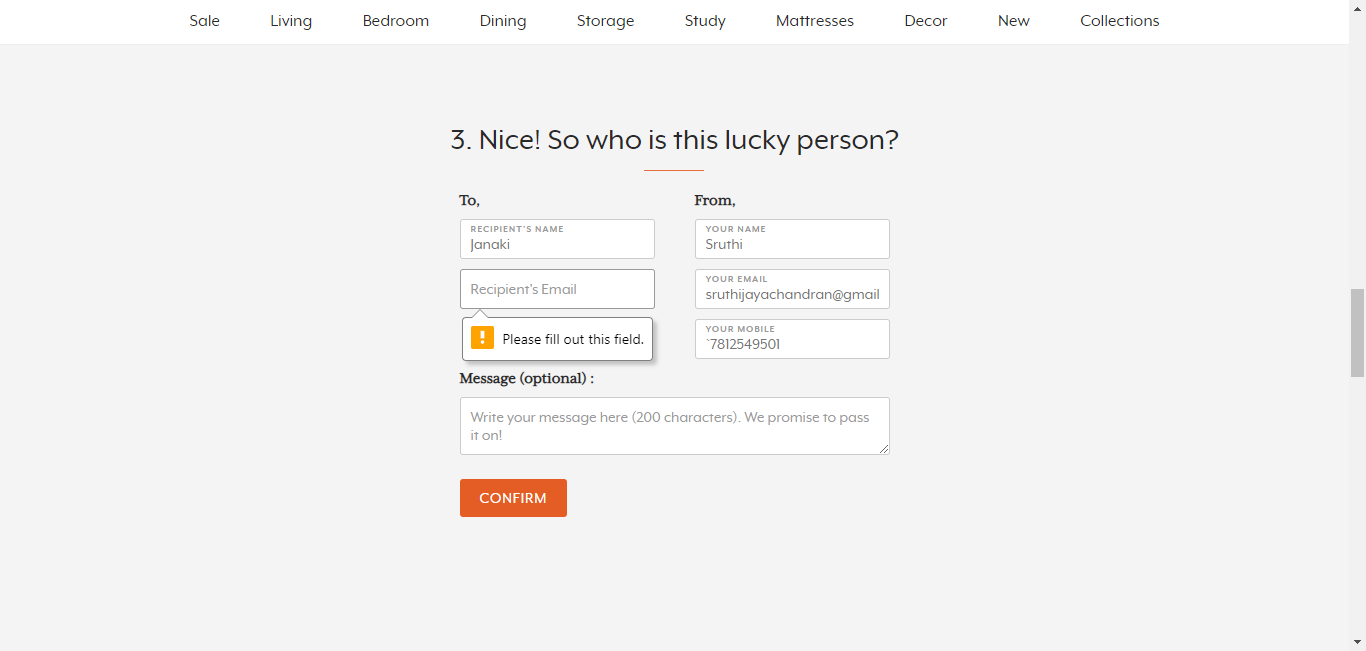 Sale Living Bedroom Dining Storage Study Mattresses Decor New Collections
3. Nice! So who is this lucky person?
To,
From,
RECIPIENT'S NAME
Janaki
YOUR NAME
Sruthi
Recipient's Email
YOUR EMAIL
sruthijayachandran@gmail
Please fill out this field.
YOUR MOBILE
`7812549501
Message (optional) :
Write your message here (200 characters). We promise to pass
it on!
CONFIRM